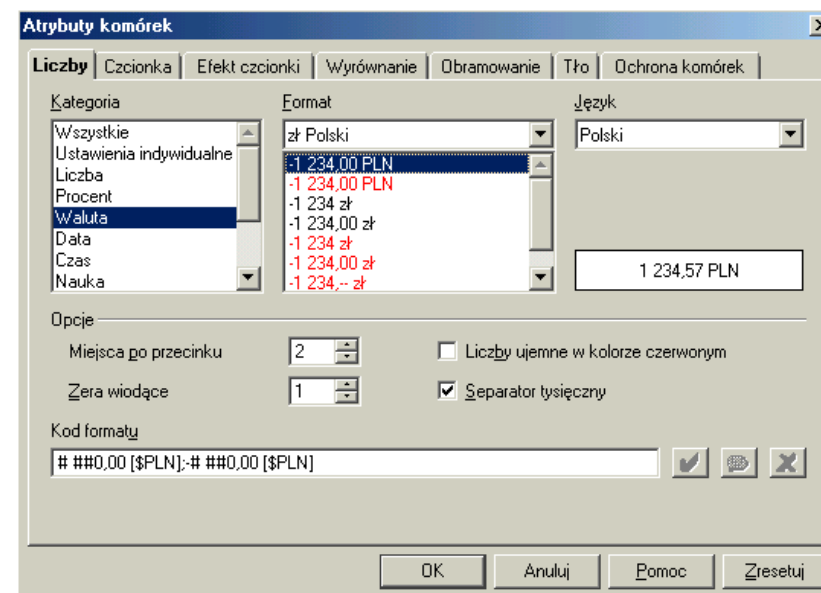 Atrybuty komórek
Liczby Czcionka Efekt czcionki Wyrównanie Obramowanie Tło Ochrona komórek
Kategoria Format Język
Wszystkie
Ustawienia indywidualne
Liczba
Procent
Waluta
Data
Czas
Nauka
zł Polski
-1 234,00 PLN
-1 234,00 PLN
-1 234 zł
-1 234,00 zł
-1 234 zł
-1 234,00 zł
-1 234,-- zł
Polski
1 234,57 PLN
Opcje
Miejsca po przecinku 2 Liczby ujemne w kolorze czerwonym
Zera wiodące 1 Separator tysięczny
Kod formatu
# ##0,00 [$PLN];-# ##0,00 [$PLN]
OK Anuluj Pomoc Zresetuj